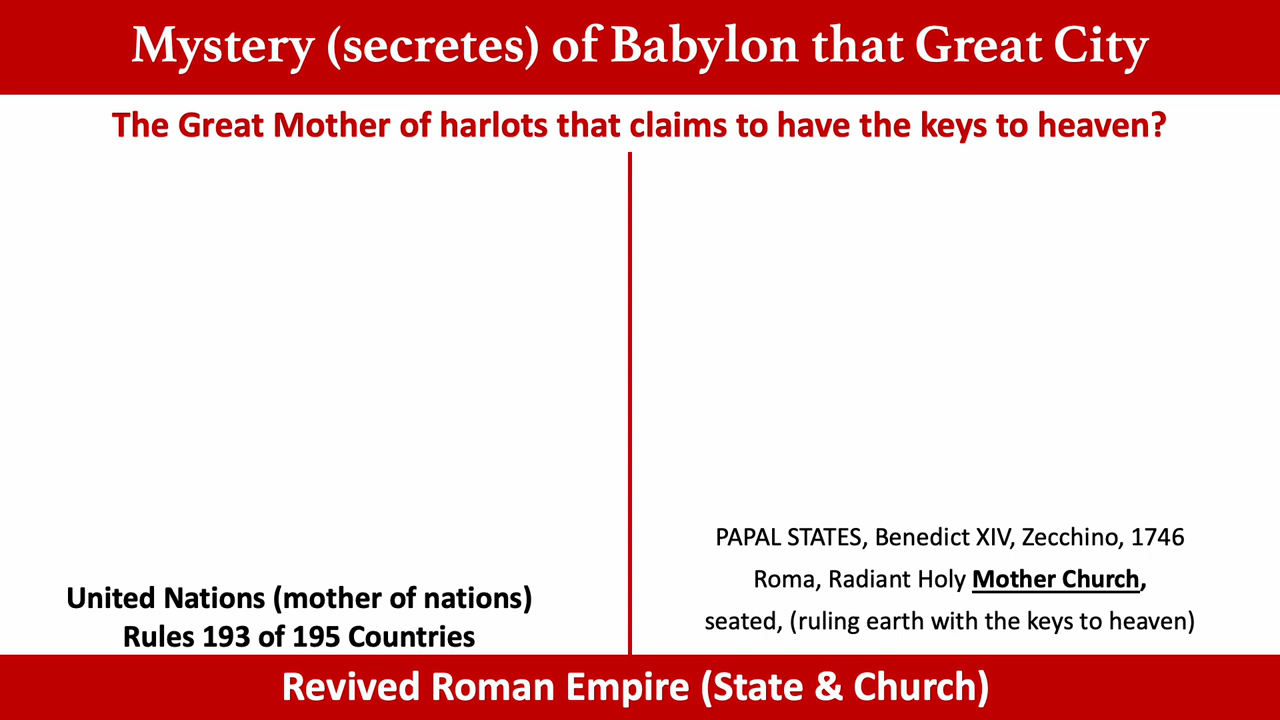 Mystery (secretes) of Babylon that Great City
The Great Mother of harlots that claims to have the keys to heaven?
United Nations (mother of nations)
Rules 193 of 195 Countries
PAPAL STATES, Benedict XIV, Zecchino, 1746
Roma, Radiant Holy Mother Church,
seated, (ruling earth with the keys to heaven)
Revived Roman Empire (State & Church)